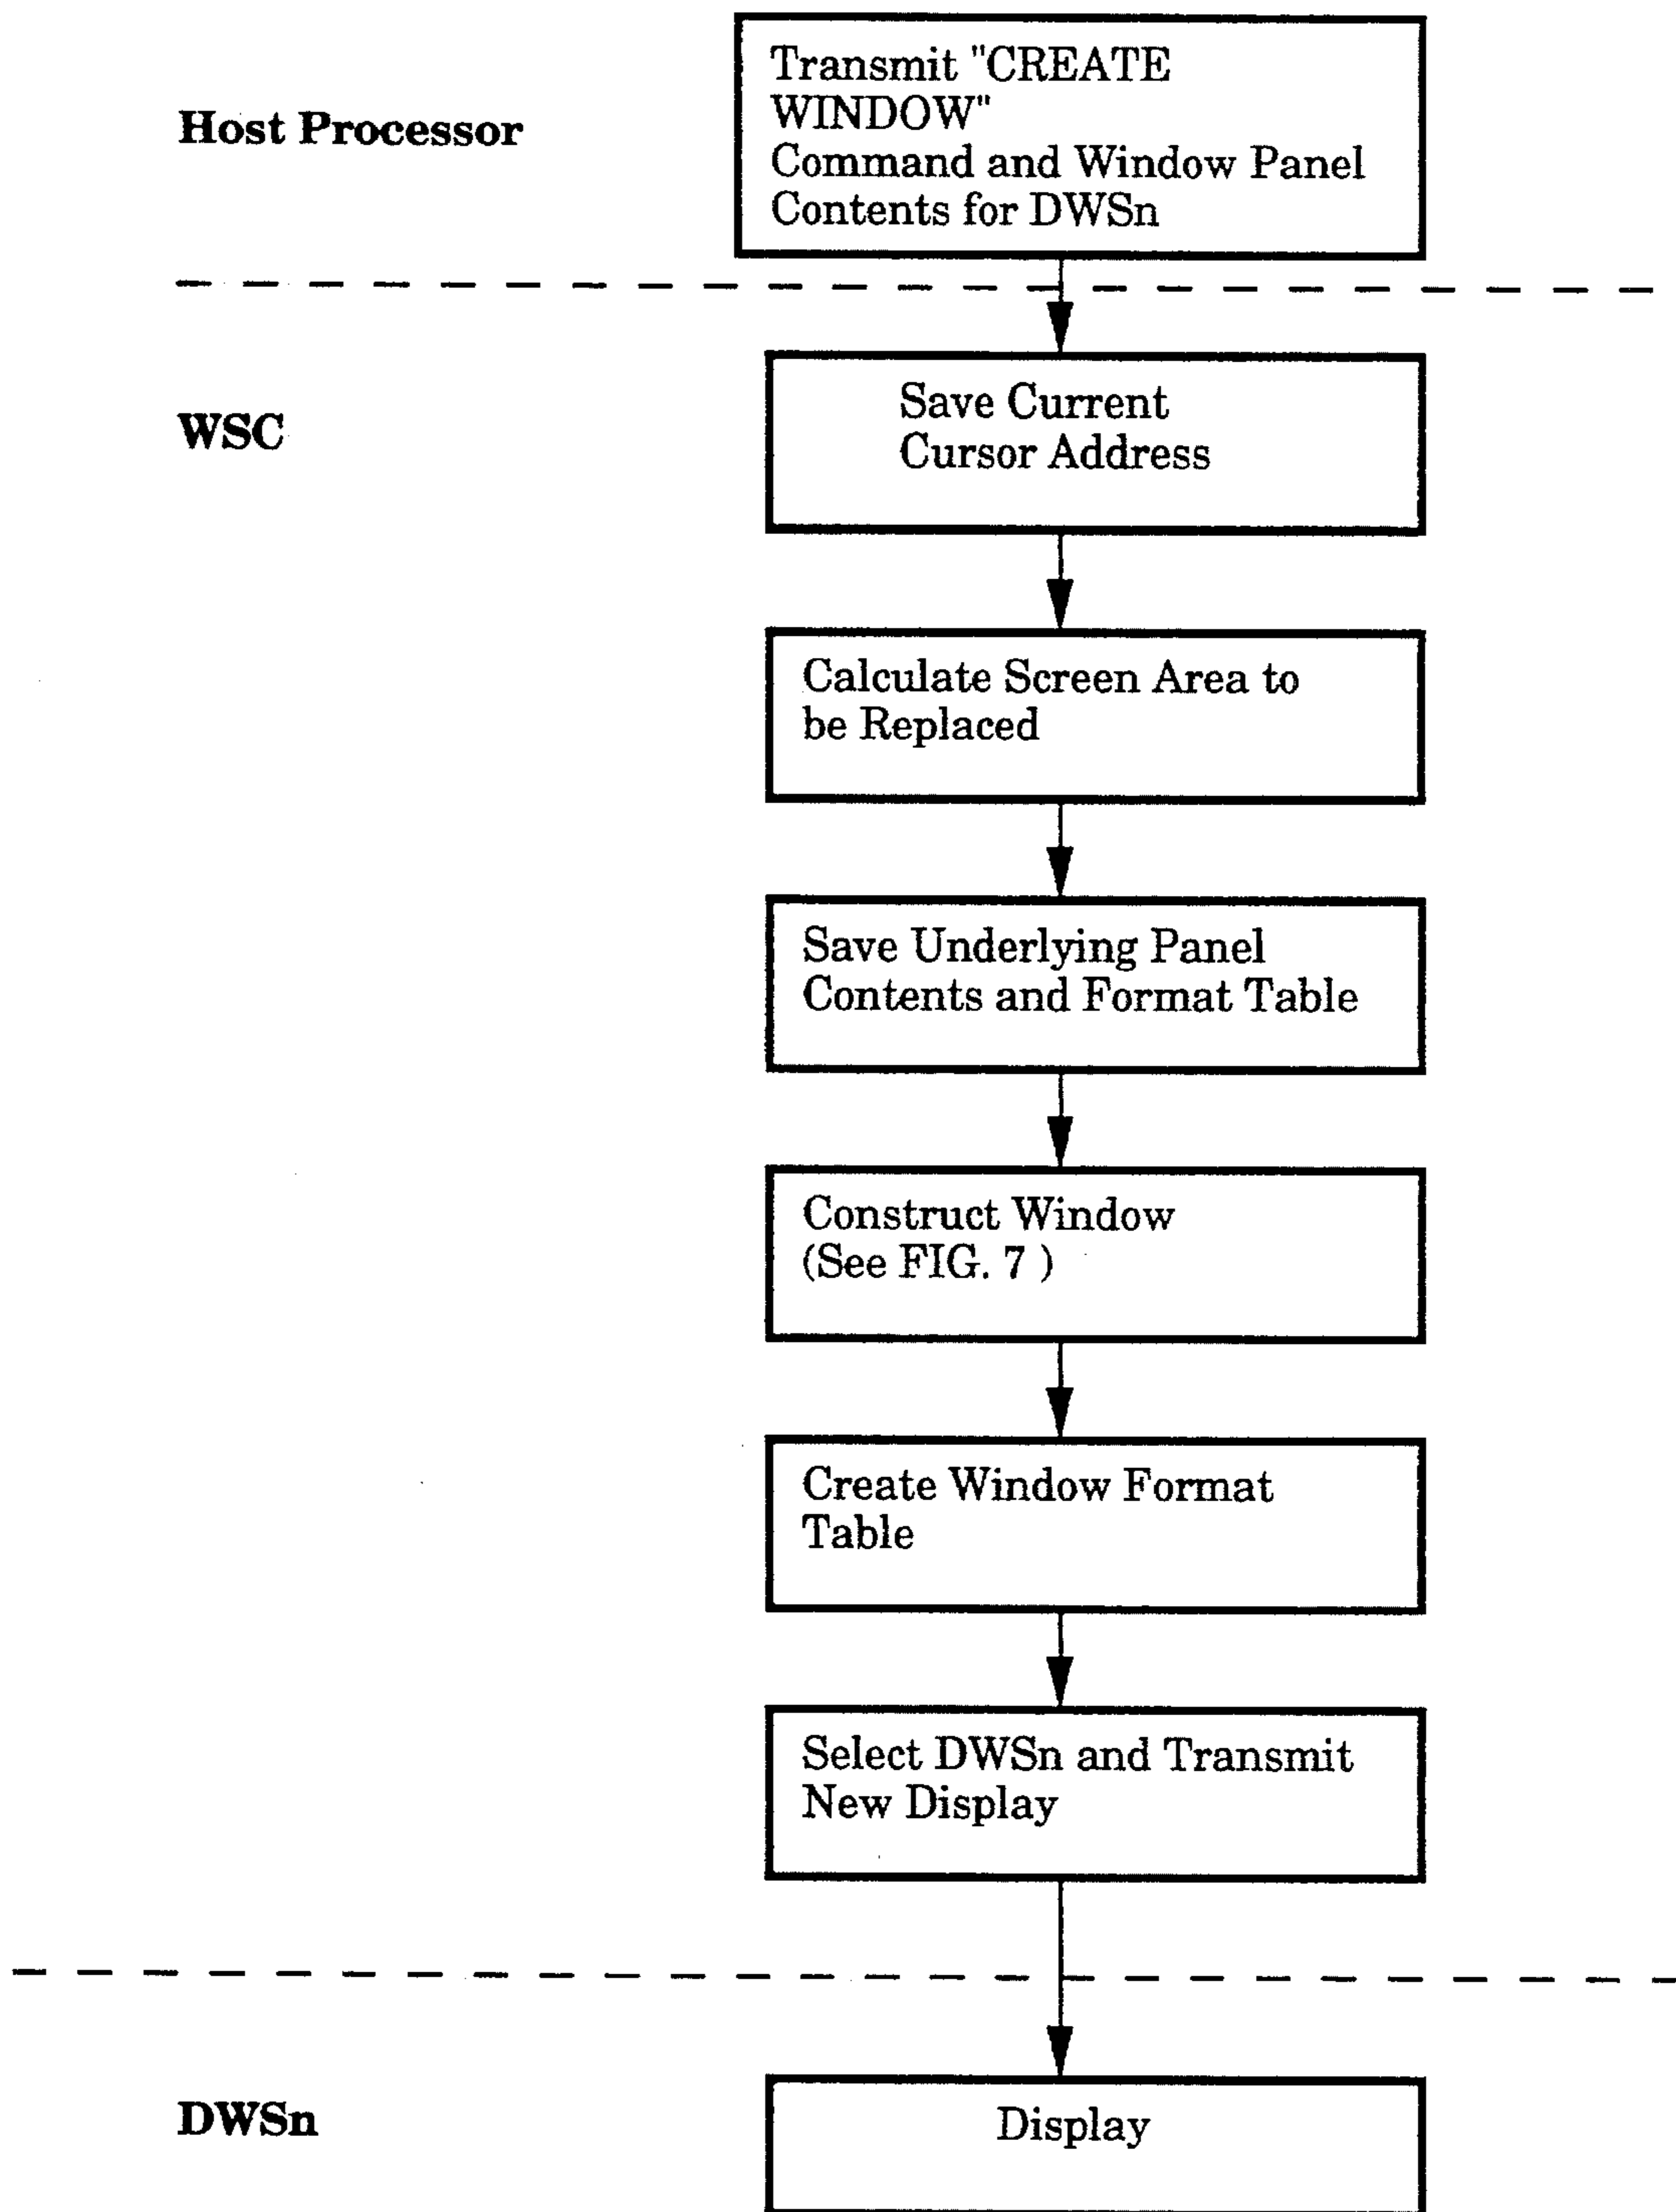 Host Processor
Transmit "CREATE
WINDOW"
Command and Window Panel
Contents for DWSn
WSC
Save Current
Cursor Address
Calculate Screen Area to
be Replaced
Save Underlying Panel
Contents and Format Table
Construct Window
(See FIG. 7 )
Create Window Format
Table
Select DWSn and Transmit
New Display
DWSn
Display